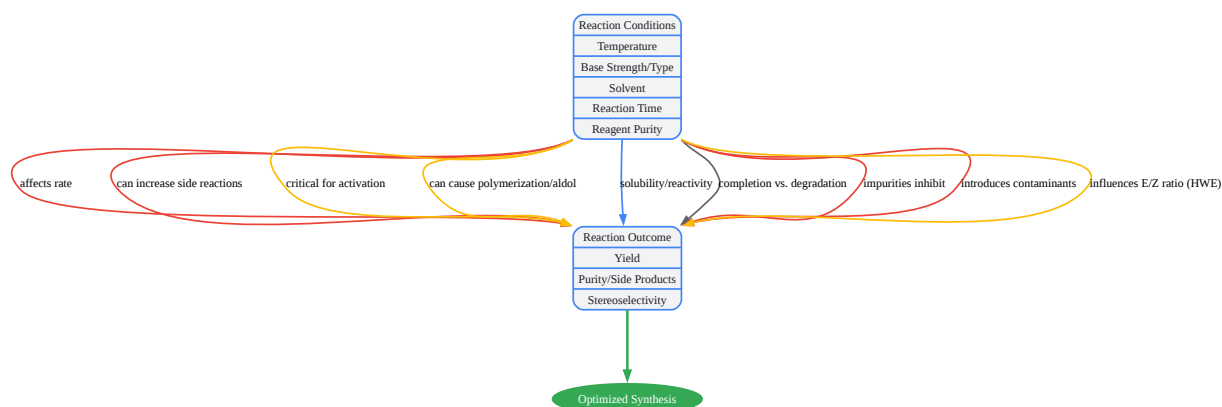 Reaction Conditions
Temperature
Base Strength/Type
Solvent
Reaction Time
Reagent Purity
affects rate
can increase side reactions
critical for activation
can cause polymerization/aldol
solubility/reactivity
completion vs. degradation
impurities inhibit
introduces contaminants
influences E/Z ratio (HWE)
Reaction Outcome
Yield
Purity/Side Products
Stereoselectivity
Optimized Synthesis